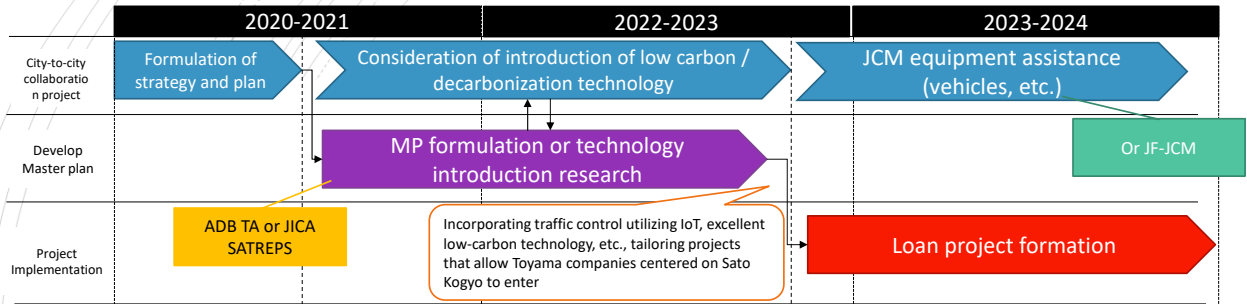 2020-2021
2022-2023
2023-2024
City-to-city
collaboratio
n project
Formulation of
strategy and plan
Consideration of introduction of low carbon /
decarbonization technology
JCM equipment assistance
(vehicles, etc.)
Develop
Master plan
MP formulation or technology
introduction research
Or JF-JCM
Project
Implementation
ADB TA or JICA
SATREPS
Incorporating traffic control utilizing IoT, excellent
low-carbon technology, etc., tailoring projects
that allow Toyama companies centered on Sato
Kogyo to enter
Loan project formation